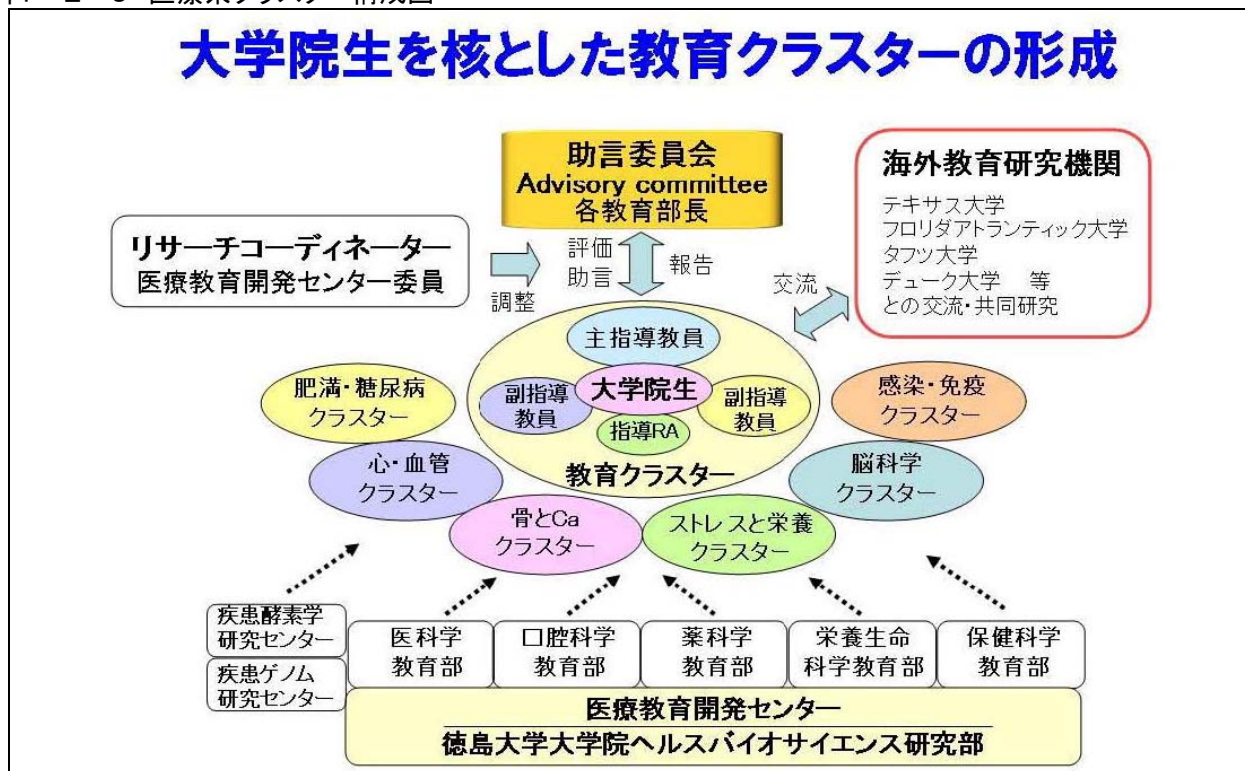 大学院生を核とした教育クラスターの形成
助言委員会
Advisory committee
各教育部長
海外教育研究機関
テキサス大学
フロリダアトランティック大学
タフツ大学
デューク大学 等
との交流・共同研究
リサーチコーディネーター
医療教育開発センター委員
調整
評価
助言
報告
交流
主指導教員
大学院生
副指導
教員
副指導
教員
指導RA
教育クラスター
肥満・糖尿病
クラスター
心・血管
クラスター
骨とCa
クラスター
ストレスと栄養
クラスター
脳科学
クラスター
感染・免疫
クラスター
疾患酵素学
研究センター
疾患ゲノム
研究センター
医科学
教育部
口腔科学
教育部
薬科学
教育部
栄養生命
科学教育部
保健科学
教育部
医療教育開発センター
徳島大学大学院ヘルスバイオサイエンス研究部